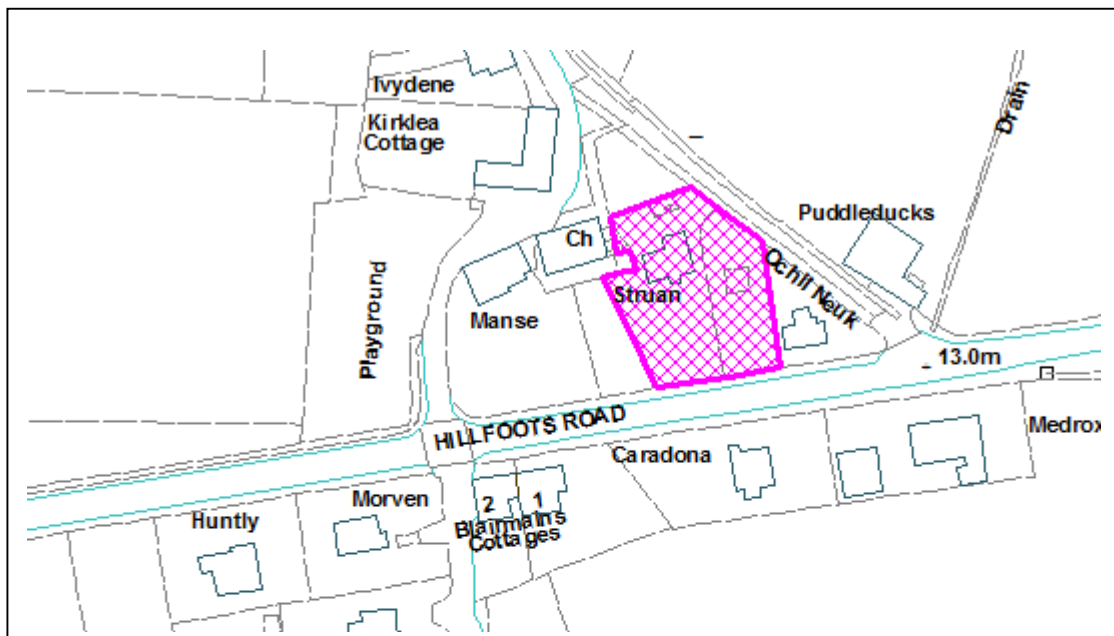 Ivydene
Kirklea
Cottage
Drain
Puddleducks
Ch
Ochil Neuk
Struan
Manse
Playground
13.0m
HILLFOOTS ROAD
Medrox
Caradona
Morven
2
1
Blairmains
Cottages
Huntly